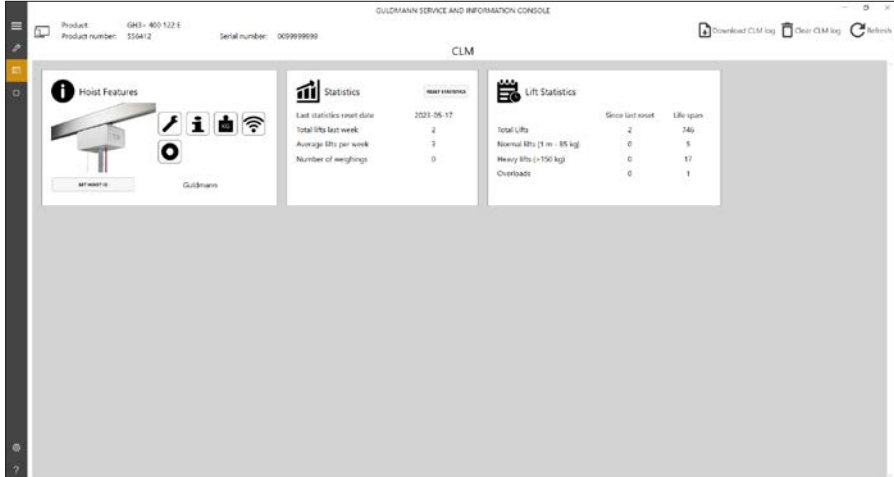 GULDMANN SERVICE AND INFORMATION CONSOLE
Product: GH3+ 400 122 E
Product number: 556412 Serial number: 0099999999
Download CLM log Clear CLM log Refresh
CLM
Hoist Features
KG
SET HOIST ID
Guldmann
Statistics RESET STATISTICS
Last statistics reset date 2023-05-17
Total lifts last week 2
Average lifts per week 3
Number of weighings 0
Lift Statistics
Since last reset Life span
Total Lifts 2 746
Normal lifts (1 m - 85 kg) 0 5
Heavy lifts (>150 kg) 0 17
Overloads 0 1
?